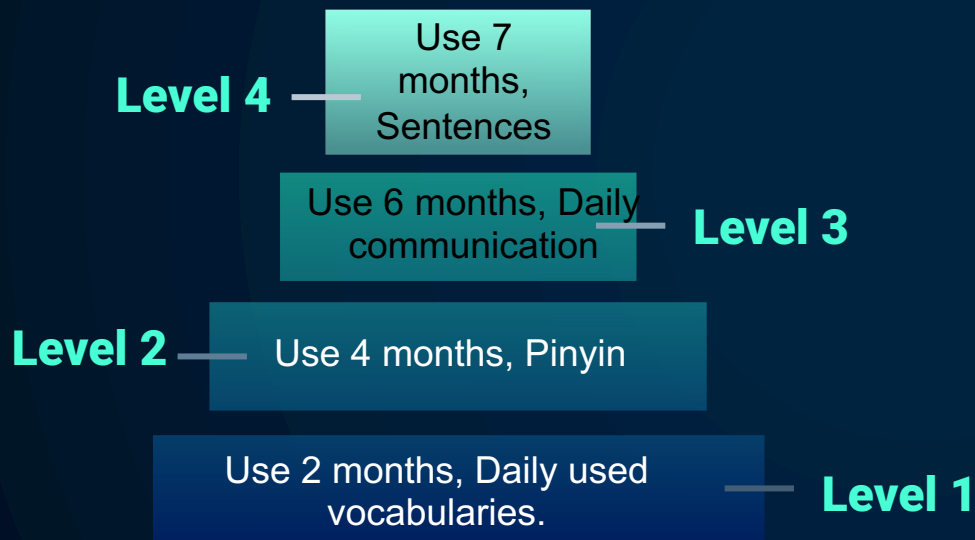 Use 7
months,
Sentences
Level 4
Use 6 months, Daily
communication
Level 3
Level 2
Use 4 months, Pinyin
Use 2 months, Daily used
vocabularies.
Level 1